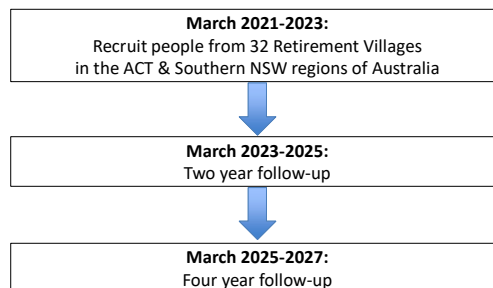 March 2021-2023:
Recruit people from 32 Retirement Villages
in the ACT & Southern NSW regions of Australia
March 2023-2025:
Two year follow-up
March 2025-2027:
Four year follow-up